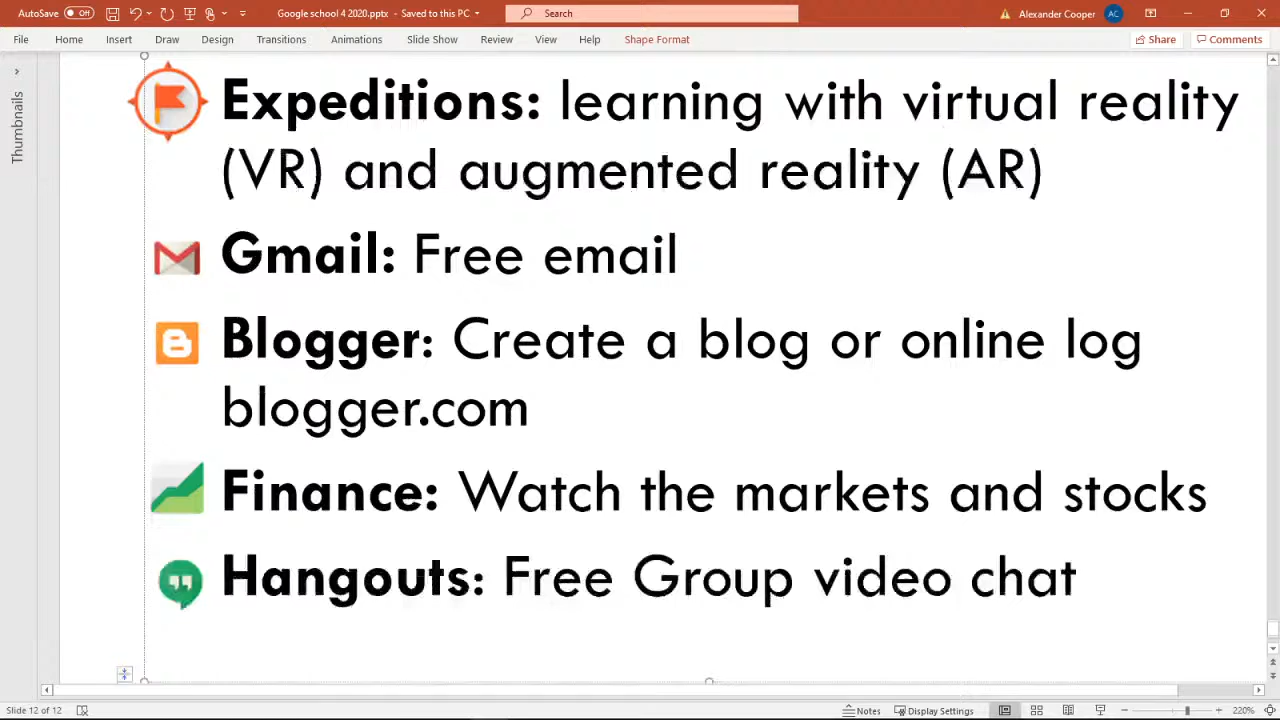 AutoSave Off Google school 4 2020.pptx - Saved to this PC Search Alexander Cooper AC
File Home Insert Draw Design Transitions Animations Slide Show Review View Help Shape Format Share Comments
Thumbnails
Expeditions: learning with virtual reality
(VR) and augmented reality (AR)
Gmail: Free email
Blogger: Create a blog or online log
blogger.com
Finance: Watch the markets and stocks
Hangouts: Free Group video chat
Slide 12 of 12 Notes Display Settings 220%